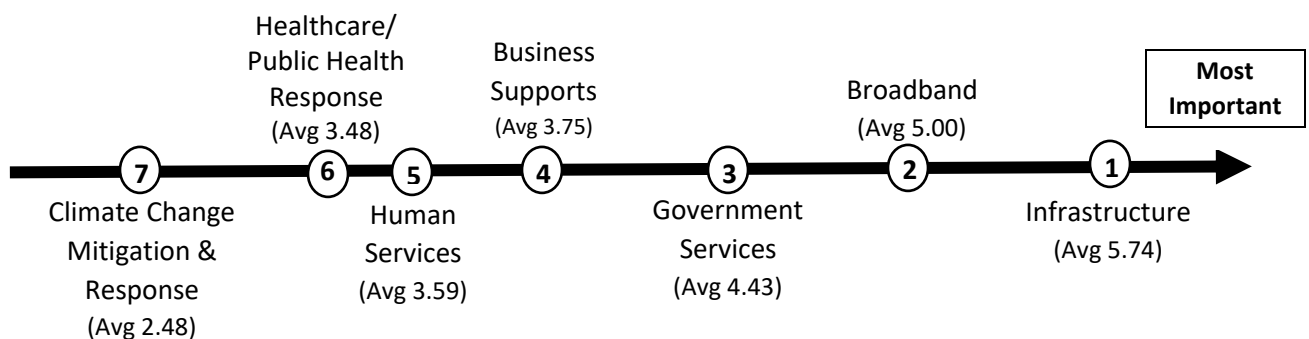 Healthcare/
Public Health
Response
(Avg 3.48)
Business
Supports
(Avg 3.75)
Broadband
(Avg 5.00)
Most
Important
7
6
5
4
3
2
1
Climate Change
Mitigation &
Response
(Avg 2.48)
Human
Services
(Avg 3.59)
Government
Services
(Avg 4.43)
Infrastructure
(Avg 5.74)